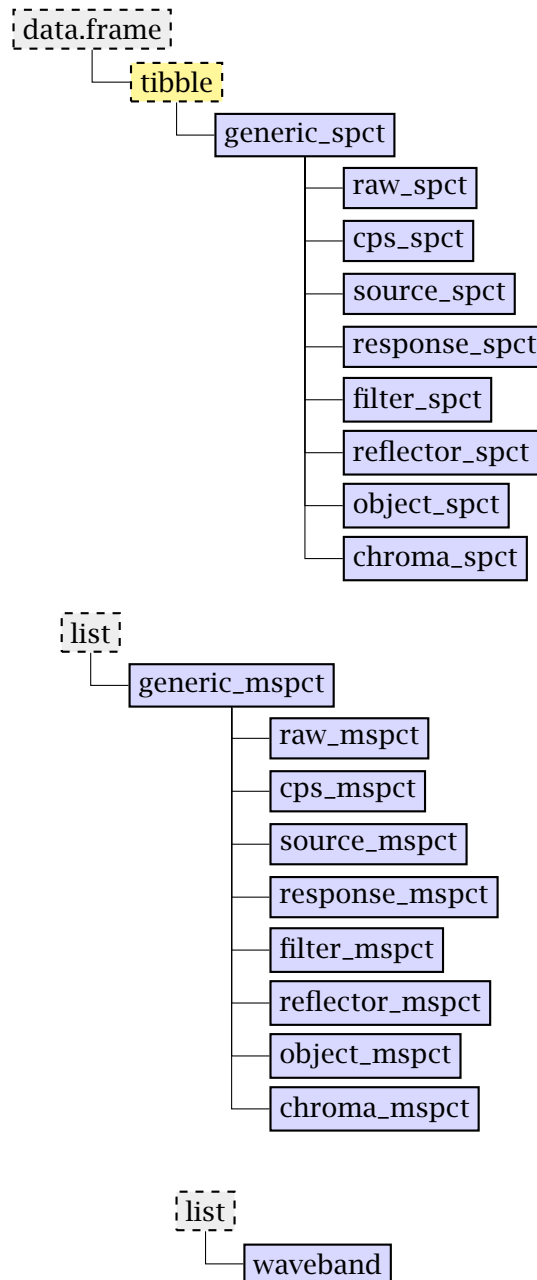 data.frame
tibble
generic_spct
raw_spct
cps_spct
source_spct
response_spct
filter_spct
reflector_spct
object_spct
chroma_spct
list
generic_mspct
raw_mspct
cps_mspct
source_mspct
response_mspct
filter_mspct
reflector_mspct
object_mspct
chroma_mspct
list
waveband